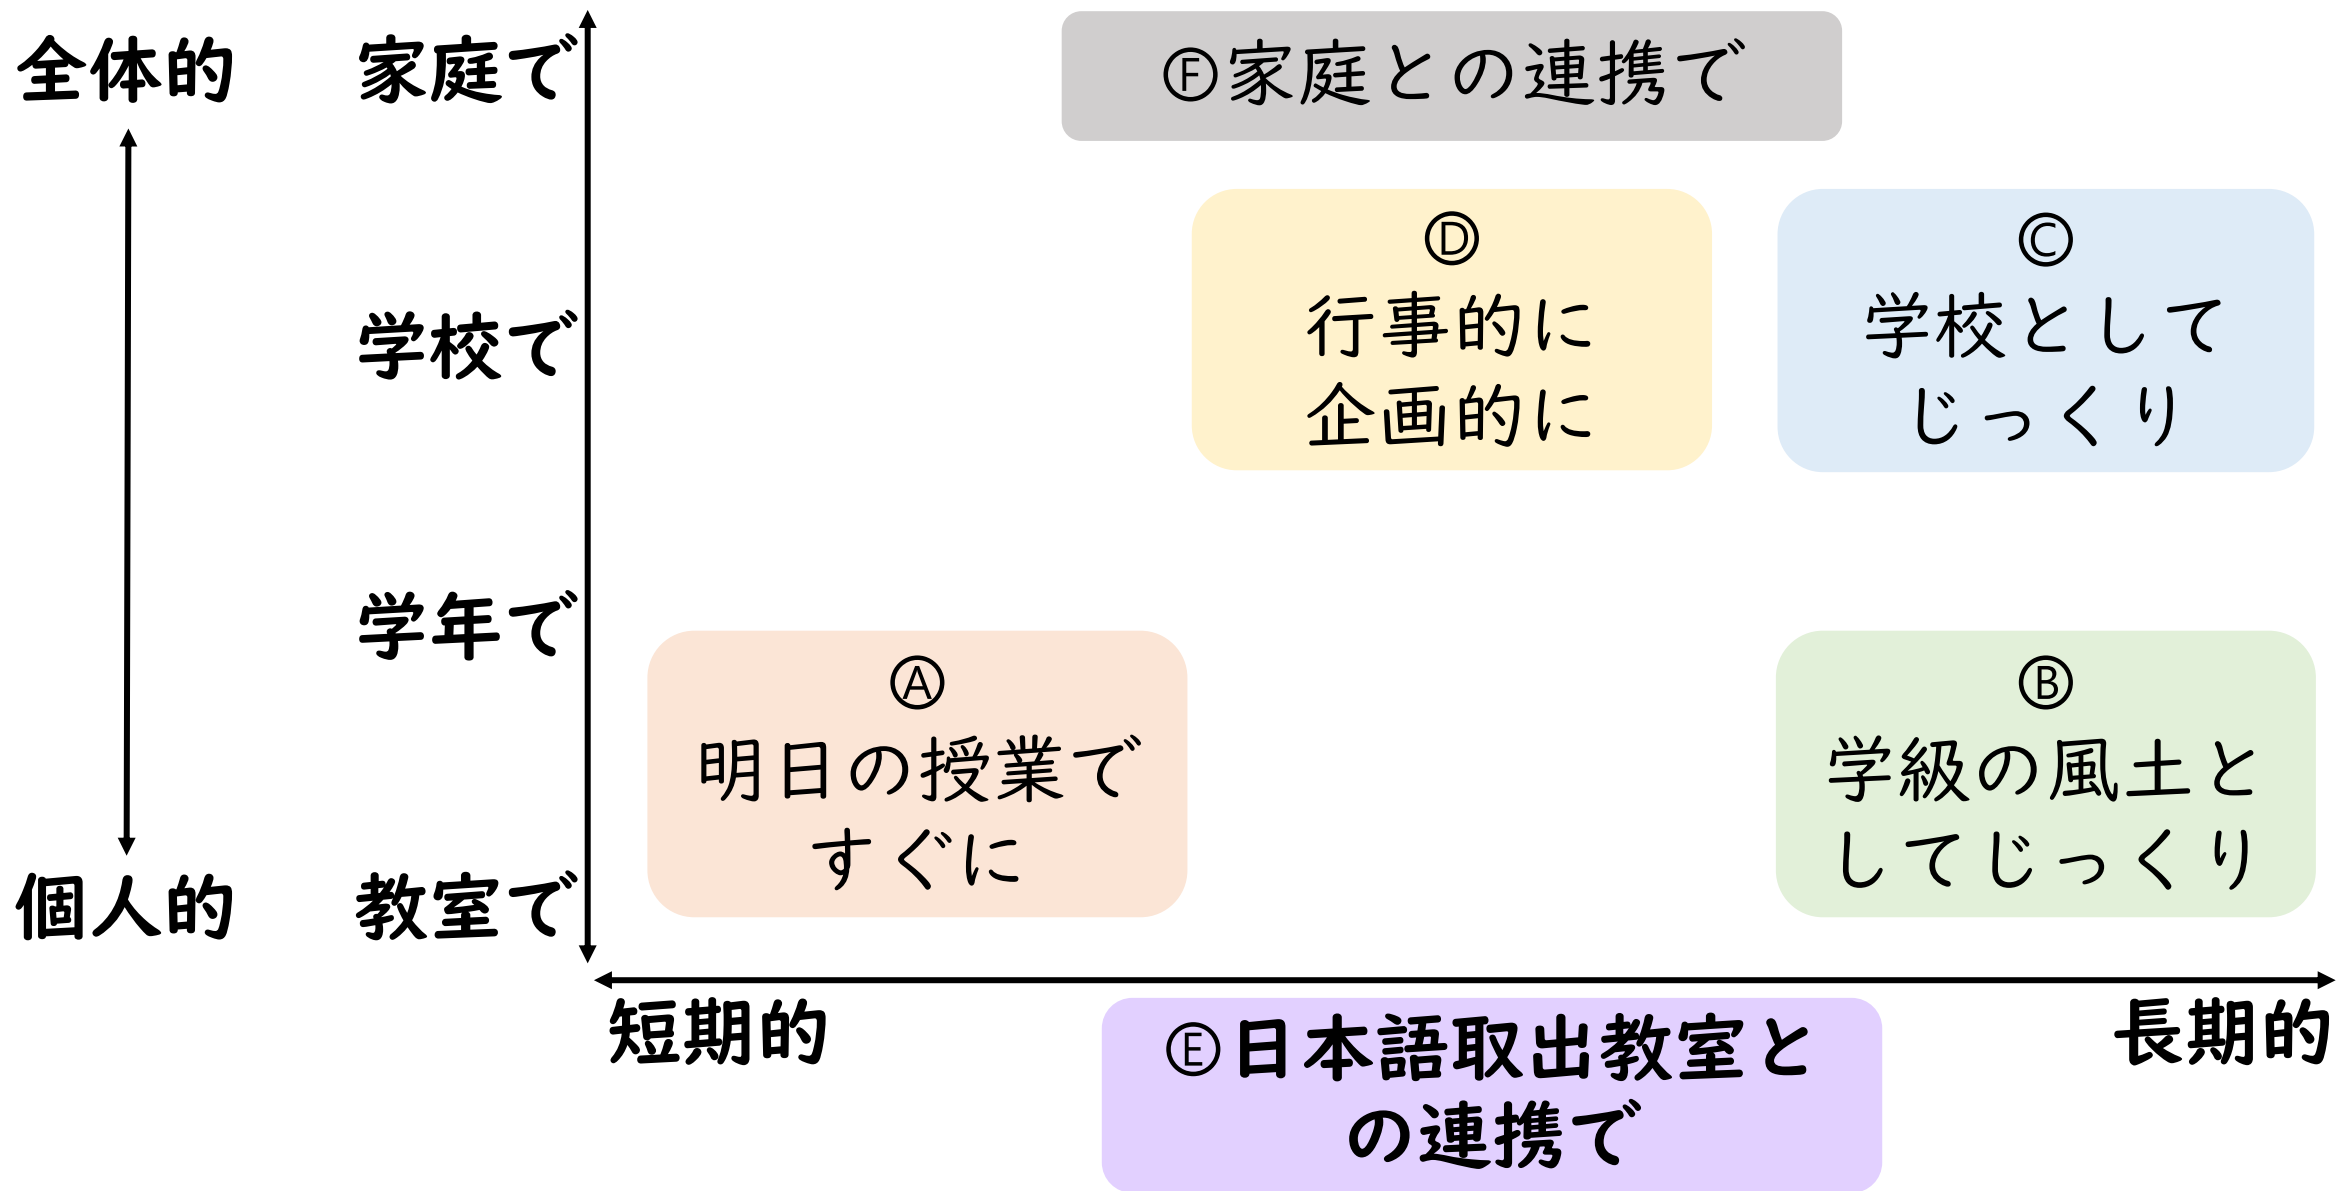 全体的
個人的
家庭で
学校で
学年で
教室で
Ⓕ家庭との連携で
Ⓓ
行事的に
企画的に
Ⓒ
学校として
じっくり
Ⓐ
明日の授業で
すぐに
Ⓑ
学級の風土と
してじっくり
短期的
長期的
Ⓔ日本語取出教室と
の連携で